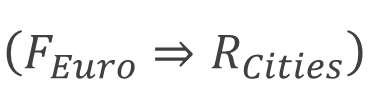 (F_Euro ⇒ R_Cities)